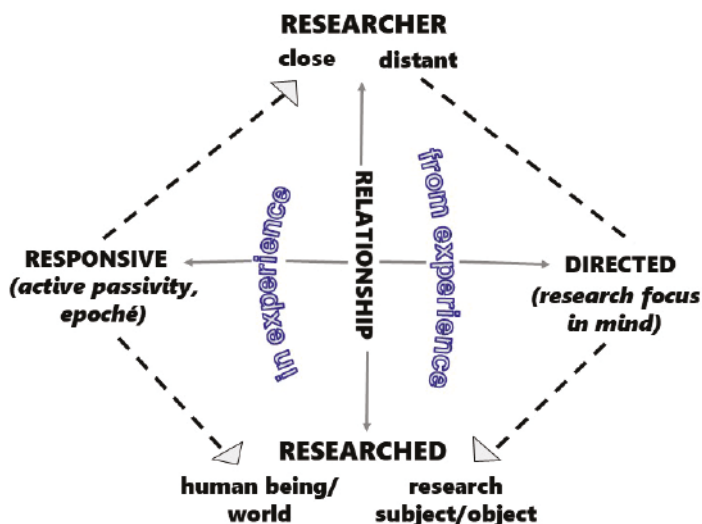 RESEARCHER
close distant
in experience
RELATIONSHIP
from experience
RESPONSIVE
(active passivity,
epoché)
DIRECTED
(research focus
in mind)
RESEARCHED
human being/
world
research
subject/object